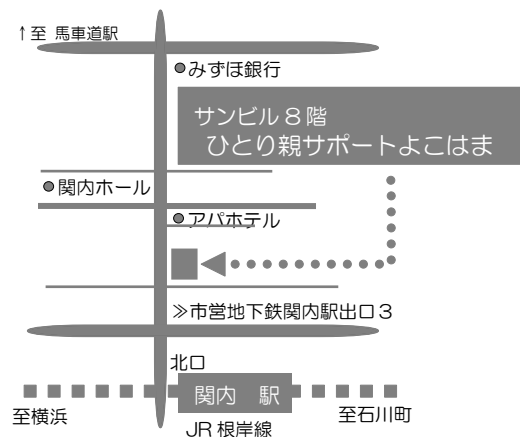 ↑至 馬車道駅
●みずほ銀行
サンビル８階
ひとり親サポートよこはま
●関内ホール
●アパホテル
≫市営地下鉄関内駅出口３
北口
関内　駅
至横浜
至石川町
JR 根岸線